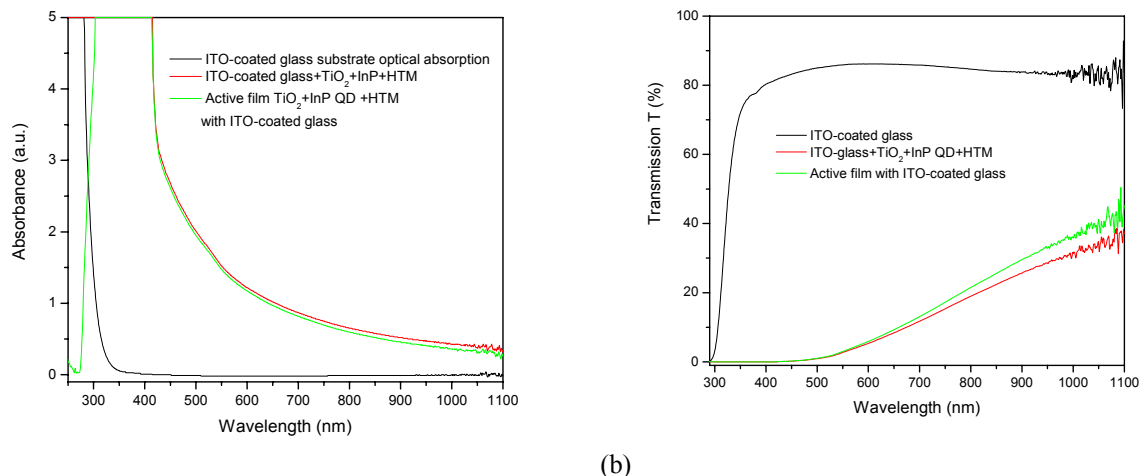 5
4
3
2
1
0
300 400 500 600 700 800 900 1000 1100
Wavelength (nm)
Absorbance (a.u.)
ITO-coated glass substrate optical absorption
ITO-coated glass+TiO₂+InP+HTM
Active film TiO₂+InP QD +HTM
with ITO-coated glass
100
80
60
40
20
0
300 400 500 600 700 800 900 1000 1100
Wavelength (nm)
Transmission T (%)
ITO-coated glass
ITO-glass+TiO₂+InP QD+HTM
Active film with ITO-coated glass
(b)